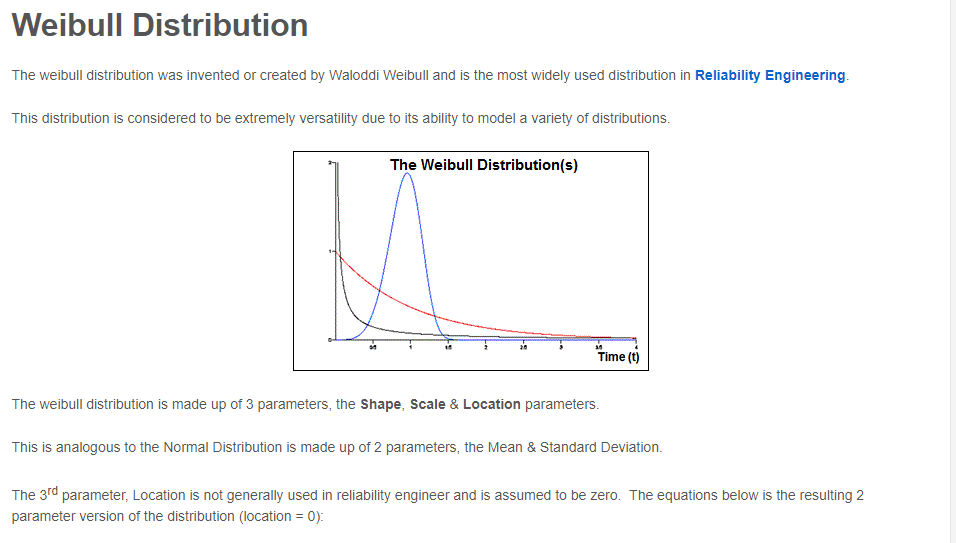 Weibull Distribution
The weibull distribution was invented or created by Waloddi Weibull and is the most widely used distribution in Reliability Engineering.
This distribution is considered to be extremely versatility due to its ability to model a variety of distributions.
The Weibull Distribution(s)
2
1
0
0.5 1 1.5 2 2.5 3 3.5 4
Time (t)
The weibull distribution is made up of 3 parameters, the Shape, Scale & Location parameters.
This is analogous to the Normal Distribution is made up of 2 parameters, the Mean & Standard Deviation.
The 3rd parameter, Location is not generally used in reliability engineer and is assumed to be zero. The equations below is the resulting 2
parameter version of the distribution (location = 0):